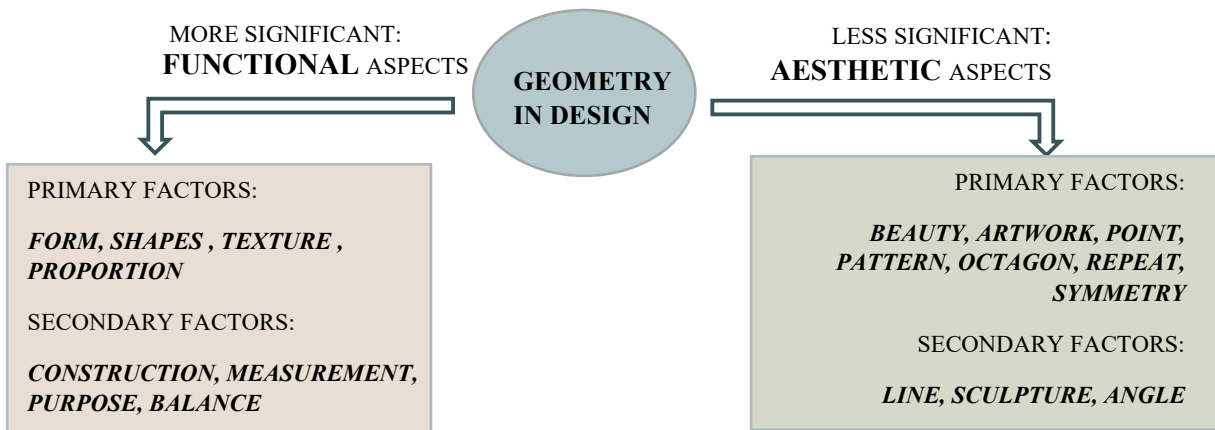 MORE SIGNIFICANT:
FUNCTIONAL ASPECTS
GEOMETRY
IN DESIGN
LESS SIGNIFICANT:
AESTHETIC ASPECTS
PRIMARY FACTORS:
FORM, SHAPES , TEXTURE ,
PROPORTION
SECONDARY FACTORS:
CONSTRUCTION, MEASUREMENT,
PURPOSE, BALANCE
PRIMARY FACTORS:
BEAUTY, ARTWORK, POINT,
PATTERN, OCTAGON, REPEAT,
SYMMETRY
SECONDARY FACTORS:
LINE, SCULPTURE, ANGLE